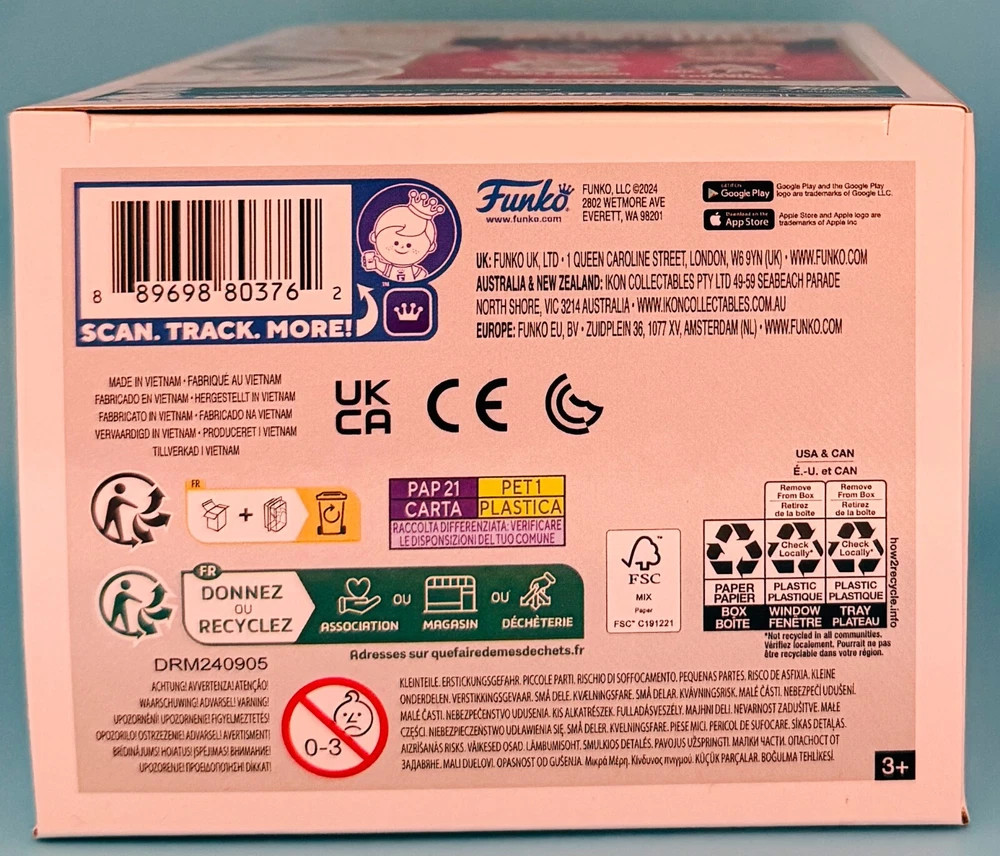 8 89698 80376 2
SCAN. TRACK. MORE!
™
Funko
www.funko.com
FUNKO, LLC ©2024
2802 WETMORE AVE
EVERETT, WA 98201
GET IT ON
Google Play
Google Play and the Google Play
logo are trademarks of Google LLC.
Download on the
App Store
Apple Store and Apple logo are
trademarks of Apple Inc
UK: FUNKO UK, LTD • 1 QUEEN CAROLINE STREET, LONDON, W6 9YN (UK) • WWW.FUNKO.COM
AUSTRALIA & NEW ZEALAND: IKON COLLECTABLES PTY LTD 49-59 SEABEACH PARADE
NORTH SHORE, VIC 3214 AUSTRALIA • WWW.IKONCOLLECTABLES.COM.AU
EUROPE: FUNKO EU, BV • ZUIDPLEIN 36, 1077 XV, AMSTERDAM (NL) • WWW.FUNKO.COM
MADE IN VIETNAM • FABRIQUÉ AU VIETNAM
FABRICADO EN VIETNAM • HERGESTELLT IN VIETNAM
FABBRICATO IN VIETNAM • FABRICADO NA VIETNAM
VERVAARDIGD IN VIETNAM • PRODUCERET I VIETNAM
TILLVERKAD I VIETNAM
UK
CA
CE
FR
+
PAP 21
PET 1
CARTA
PLASTICA
RACCOLTA DIFFERENZIATA: VERIFICARE
LE DISPOSIZIONI DEL TUO COMUNE
FR
DONNEZ
OU
RECYCLEZ
ASSOCIATION
OU
MAGASIN
OU
DÉCHÈTERIE
Adresses sur quefairedemesdechets.fr
FSC
MIX
Paper
FSC® C191221
USA & CAN
É.-U. et CAN
Remove
From Box
Retirez
de la boîte
Remove
From Box
Retirez
de la boîte
Check
Locally*
Check
Locally*
PAPER
PAPIER
PLASTIC
PLASTIQUE
PLASTIC
PLASTIQUE
BOX
BOÎTE
WINDOW
FENÊTRE
TRAY
PLATEAU
how2recycle.info
*Not recycled in all communities.
Vérifiez localement. Pourrait ne pas
être recyclable dans votre région.
DRM240905
ACHTUNG! AVVERTENZA! ATENÇÃO!
WAARSCHUWING! ADVARSEL! VARNING!
UPOZORNĚNÍ! UPOZORNENIE! FIGYELMEZTETÉS!
OPOZORILO! OSTRZEŻENIE! ADVARSEL! AVERTISMENT!
BRĪDINĀJUMS! HOIATUS! ĮSPĖJIMAS! ВНИМАНИЕ!
UPOZORENJE! ΠΡΟΕΙΔΟΠΟΙΗΣΗ! DİKKAT!
0-3
KLEINTEILE. ERSTICKUNGSGEFAHR. PICCOLE PARTI. RISCHIO DI SOFFOCAMENTO. PEQUENAS PARTES. RISCO DE ASFIXIA. KLEINE
ONDERDELEN. VERSTIKKINGSGEVAAR. SMÅ DELE. KVÆLNINGSFARE. SMÅ DELAR. KVÄVNINGSRISK. MALÉ ČÁSTI. NEBEZPEČÍ UDUŠENÍ.
MALÉ ČASTI. NEBEZPEČENSTVO UDUSENIA. KIS ALKATRÉSZEK. FULLADÁSVESZÉLY. MAJHNI DELI. NEVARNOST ZADUŠITVE. MAŁE
CZĘŚCI. NIEBEZPIECZEŃSTWO UDŁAWIENIA SIĘ. SMÅ DELER. KVELNINGSFARE. PIESE MICI. PERICOL DE SUFOCARE. SĪKAS DETAĻAS.
AIZRĪŠANĀS RISKS. VÄIKESED OSAD. LÄMBUMISOHT. SMULKIOS DETALĖS. PAVOJUS UŽSPRINGTI. МАЛКИ ЧАСТИ. ОПАСНОСТ ОТ
ЗАДАВЯНЕ. MALI DIJELOVI. OPASNOST OD GUŠENJA. Μικρά Μέρη. Κίνδυνος πνιγμού. KÜÇÜK PARÇALAR. BOĞULMA TEHLİKESİ.
3+